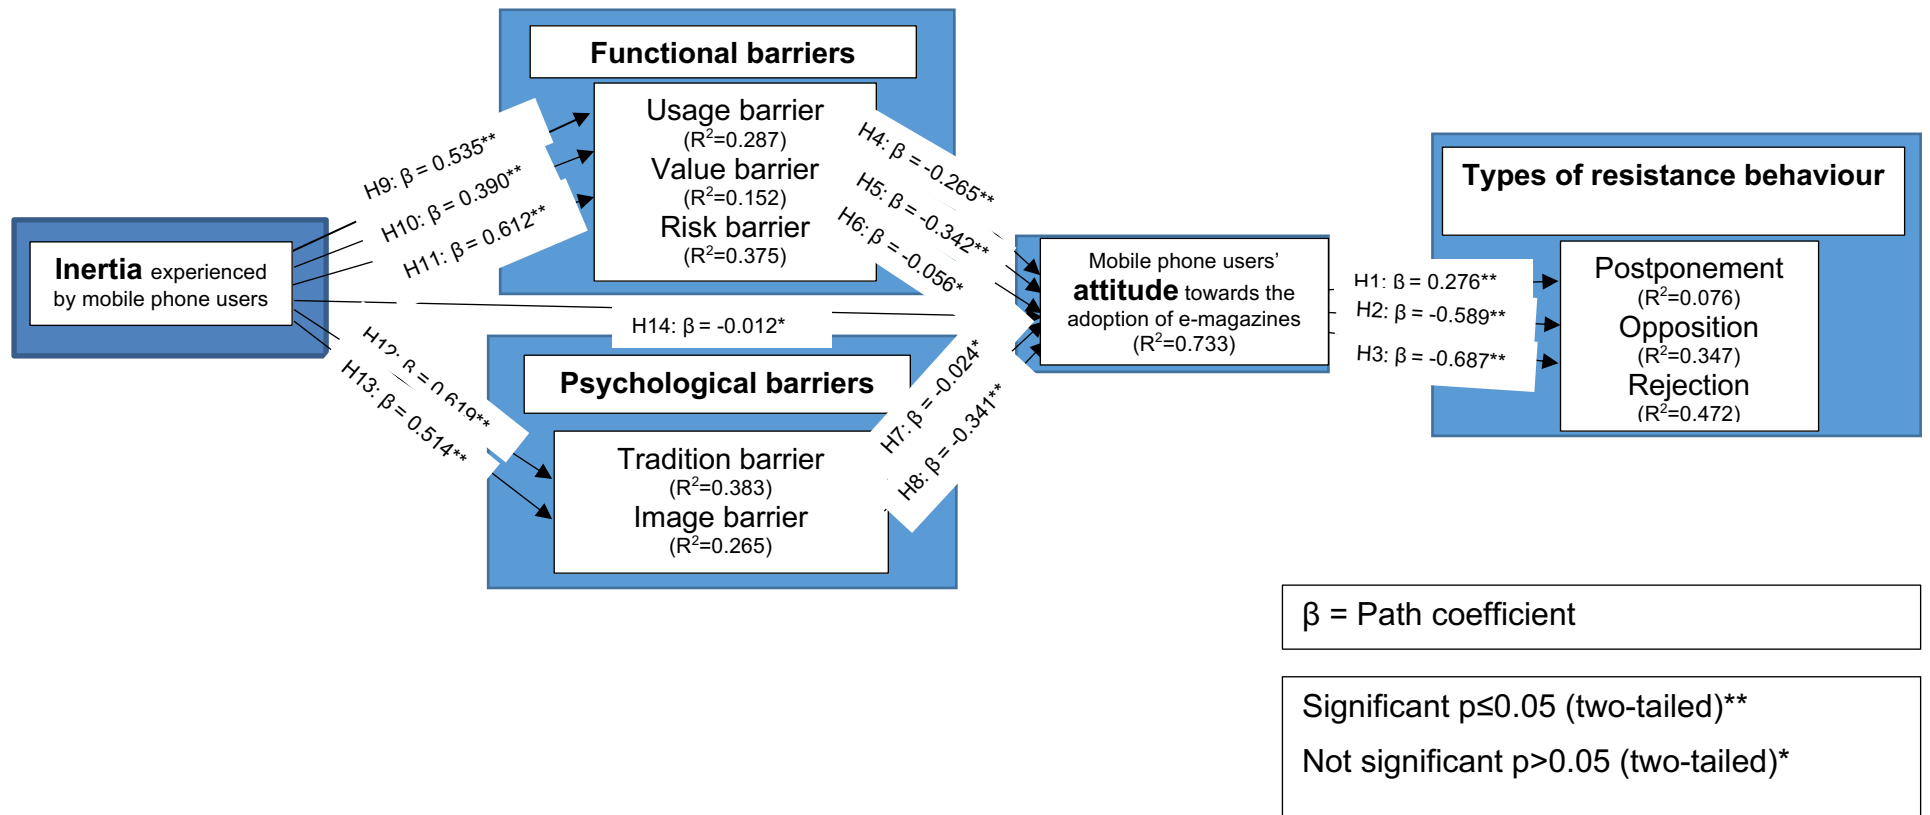 Functional barriers
Usage barrier
(R²=0.287)
Value barrier
(R²=0.152)
Risk barrier
(R²=0.375)
H9: β = 0.535**
H10: β = 0.390**
H11: β = 0.612**
H4: β = -0.265**
H5: β = -0.342**
H6: β = -0.056*
Inertia experienced
by mobile phone users
H14: β = -0.012*
H12: β = 0.619**
H13: β = 0.514**
Psychological barriers
Tradition barrier
(R²=0.383)
Image barrier
(R²=0.265)
H7: β = -0.024*
H8: β = -0.341**
Mobile phone users’
attitude towards the
adoption of e-magazines
(R²=0.733)
H1: β = 0.276**
H2: β = -0.589**
H3: β = -0.687**
Types of resistance behaviour
Postponement
(R²=0.076)
Opposition
(R²=0.347)
Rejection
(R²=0.472)
β = Path coefficient
Significant p≤0.05 (two-tailed)**
Not significant p>0.05 (two-tailed)*